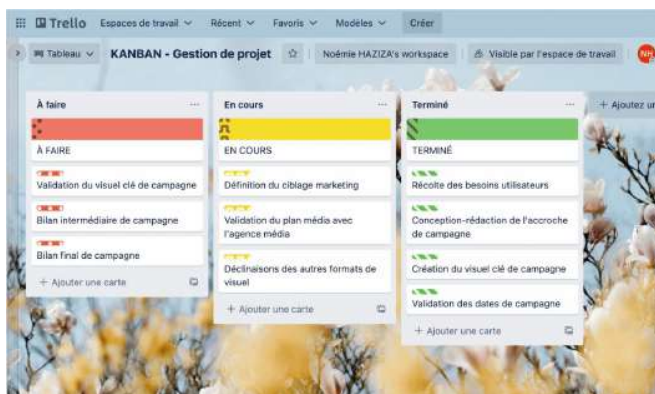 Trello Espaces de travail Récent Favoris Modèles Créer
Tableau KANBAN - Gestion de projet Noémie HAZIZA's workspace Visible par l'espace de travail NH
À faire
À FAIRE
Validation du visuel clé de campagne
Bilan intermédiaire de campagne
Bilan final de campagne
+ Ajouter une carte
En cours
EN COURS
Définition du ciblage marketing
Validation du plan média avec
l'agence média
Déclinaisons des autres formats de
visuel
+ Ajouter une carte
Terminé
TERMINÉ
Récolte des besoins utilisateurs
Conception-rédaction de l'accroche
de campagne
Création du visuel clé de campagne
Validation des dates de campagne
+ Ajouter une carte
+ Ajoutez un